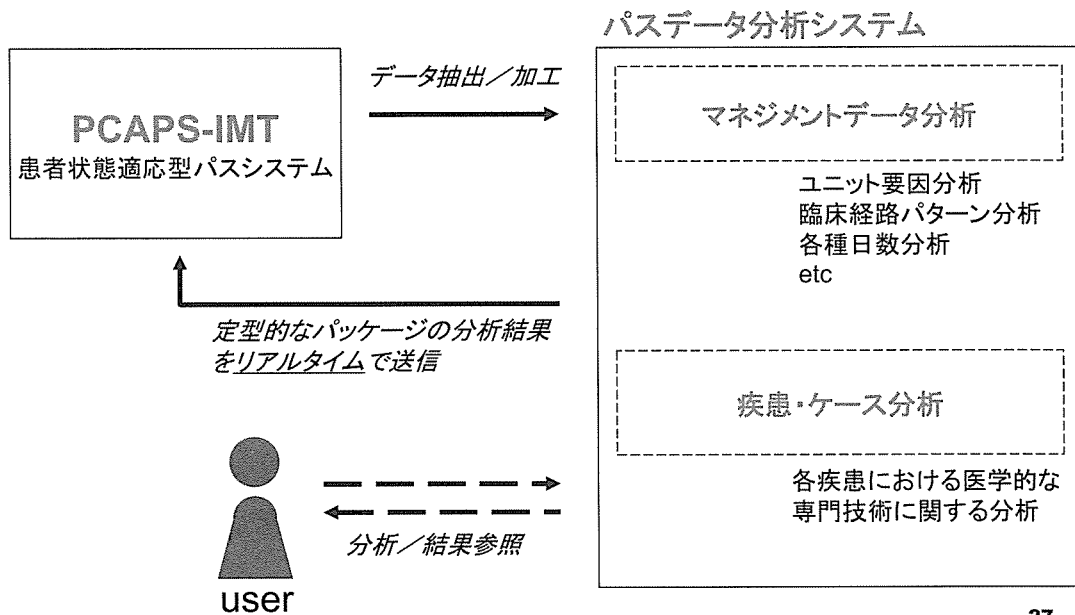 パスデータ分析システム
データ抽出／加工
PCAPS-IMT
患者状態適応型パスシステム
マネジメントデータ分析
ユニット要因分析
臨床経路パターン分析
各種日数分析
etc
定型的なパッケージの分析結果
をリアルタイムで送信
疾患・ケース分析
各疾患における医学的な
専門技術に関する分析
分析／結果参照
user
27